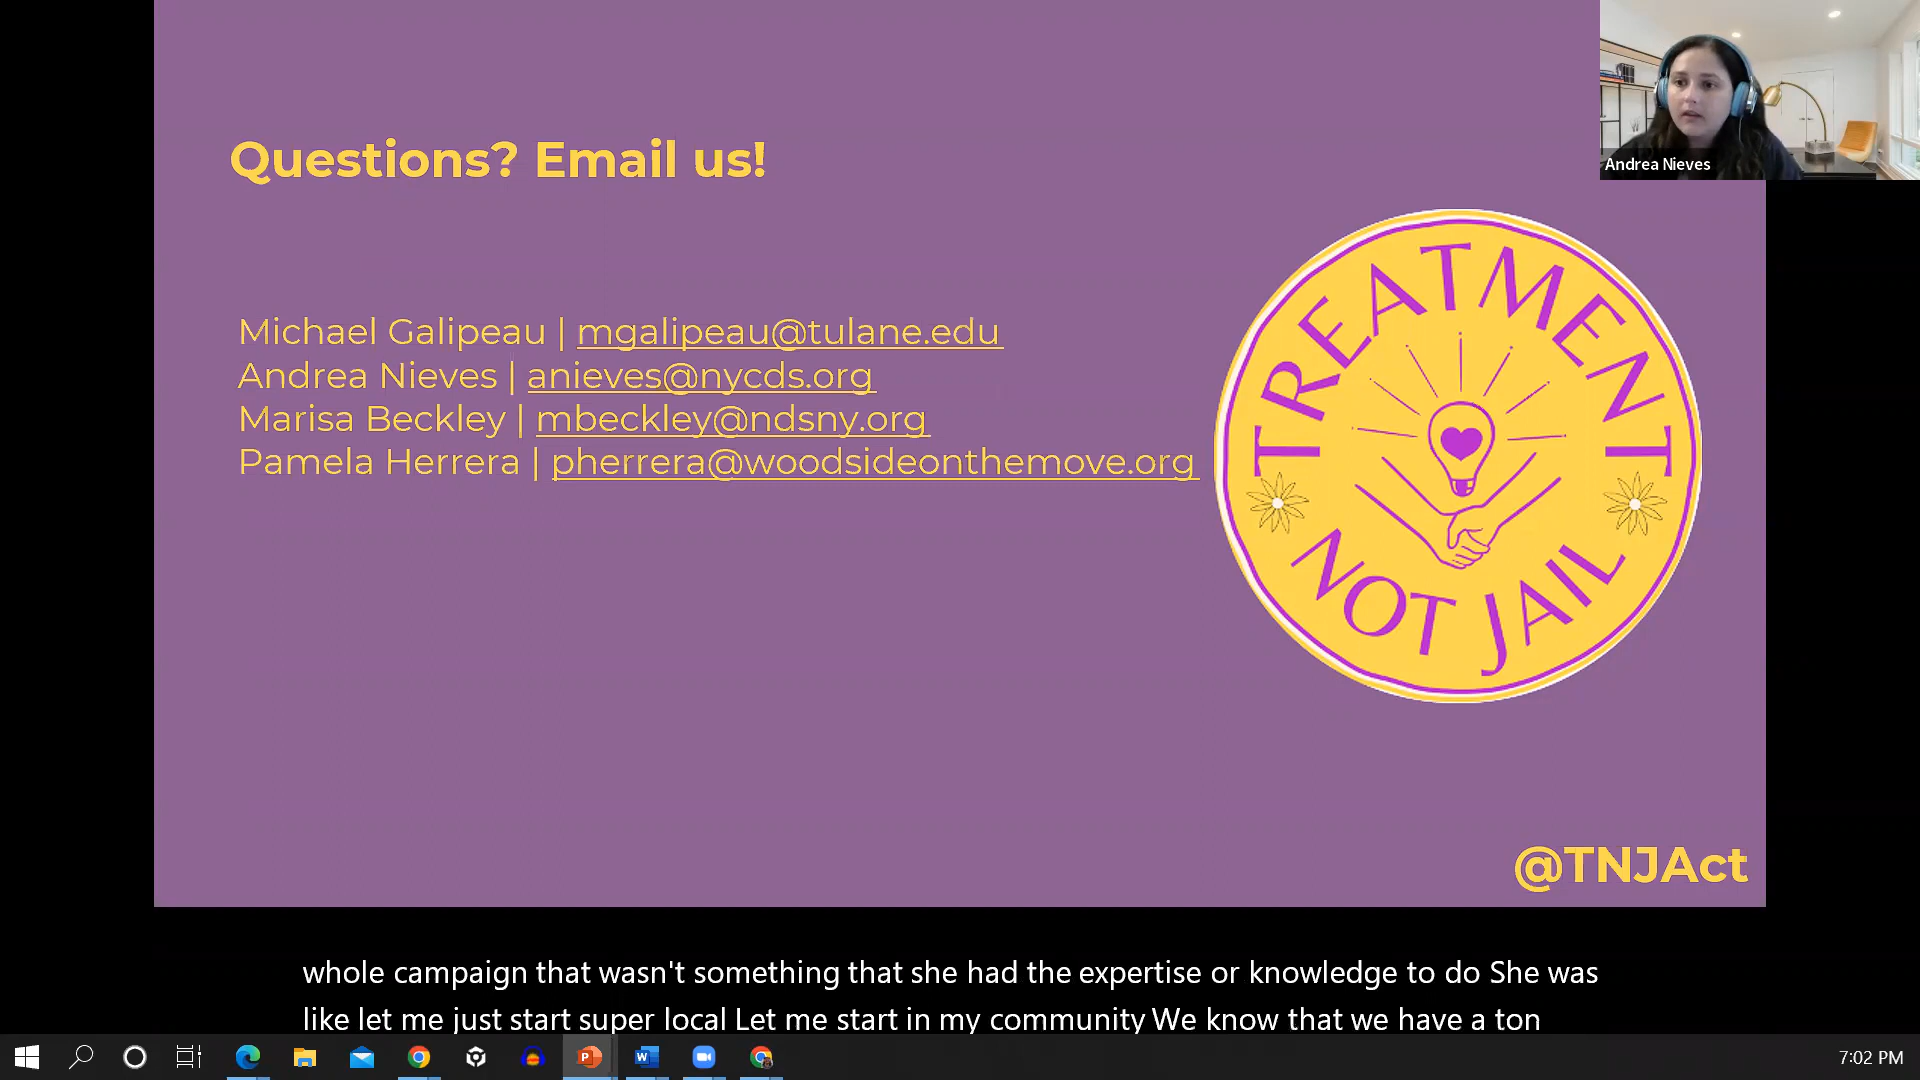 Questions? Email us!
Andrea Nieves
Michael Galipeau | mgalipeau@tulane.edu
Andrea Nieves | anieves@nycds.org
Marisa Beckley | mbeckley@ndsny.org
Pamela Herrera | pherrera@woodsideonthemove.org
TREATMENT
NOT JAIL
@TNJAct
whole campaign that wasn't something that she had the expertise or knowledge to do She was
like let me just start super local Let me start in my community We know that we have a ton
P
W
7:02 PM